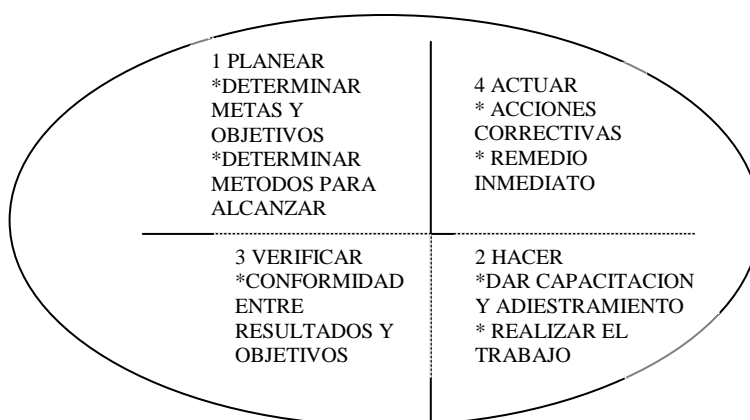 1 PLANEAR
*DETERMINAR
METAS Y
OBJETIVOS
*DETERMINAR
METODOS PARA
ALCANZAR
4 ACTUAR
* ACCIONES
CORRECTIVAS
* REMEDIO
INMEDIATO
3 VERIFICAR
*CONFORMIDAD
ENTRE
RESULTADOS Y
OBJETIVOS
2 HACER
*DAR CAPACITACION
Y ADIESTRAMIENTO
* REALIZAR EL
TRABAJO